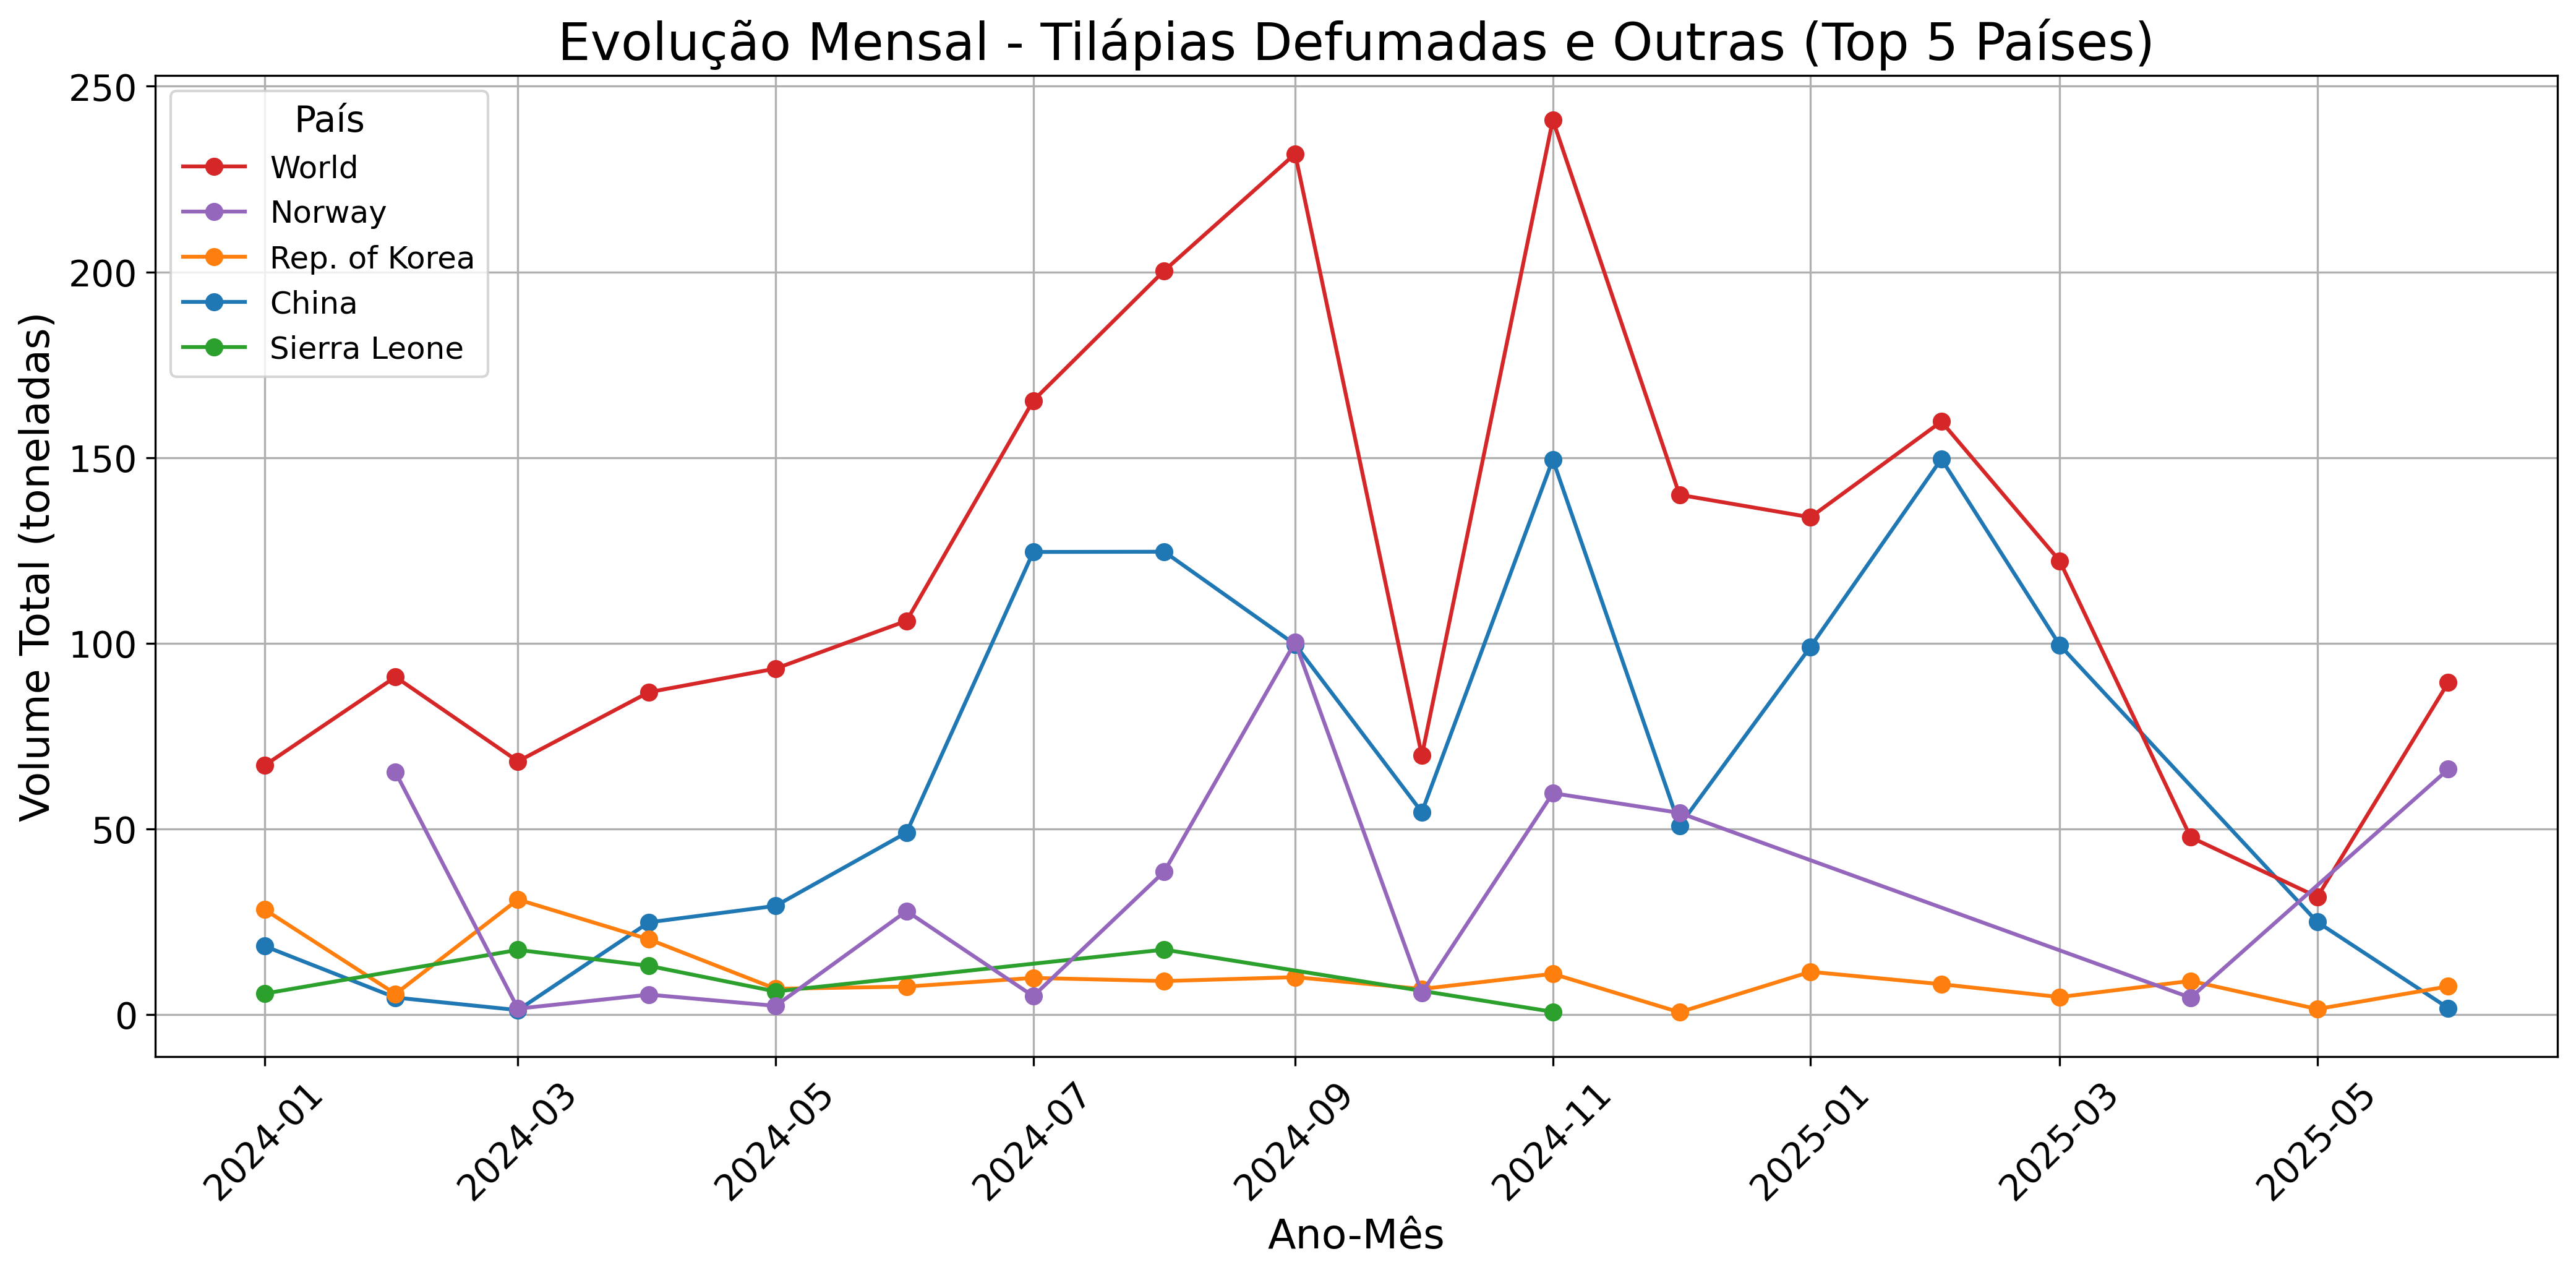 Evolução Mensal - Tilápias Defumadas e Outras (Top 5 Países)
Volume Total (toneladas)
250
200
150
100
50
0
País
World
Norway
Rep. of Korea
China
Sierra Leone
2024-01
2024-03
2024-05
2024-07
2024-09
2024-11
2025-01
2025-03
2025-05
Ano-Mês